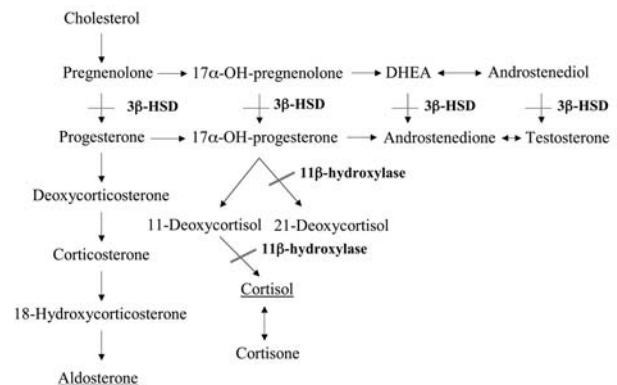 Cholesterol
Pregnenolone 17α-OH-pregnenolone DHEA Androstenediol
3β-HSD 3β-HSD 3β-HSD 3β-HSD
Progesterone 17α-OH-progesterone Androstenedione Testosterone
11β-hydroxylase
Deoxycorticosterone
11-Deoxycortisol 21-Deoxycortisol
11β-hydroxylase
Corticosterone
Cortisol
18-Hydroxycorticosterone
Cortisone
Aldosterone